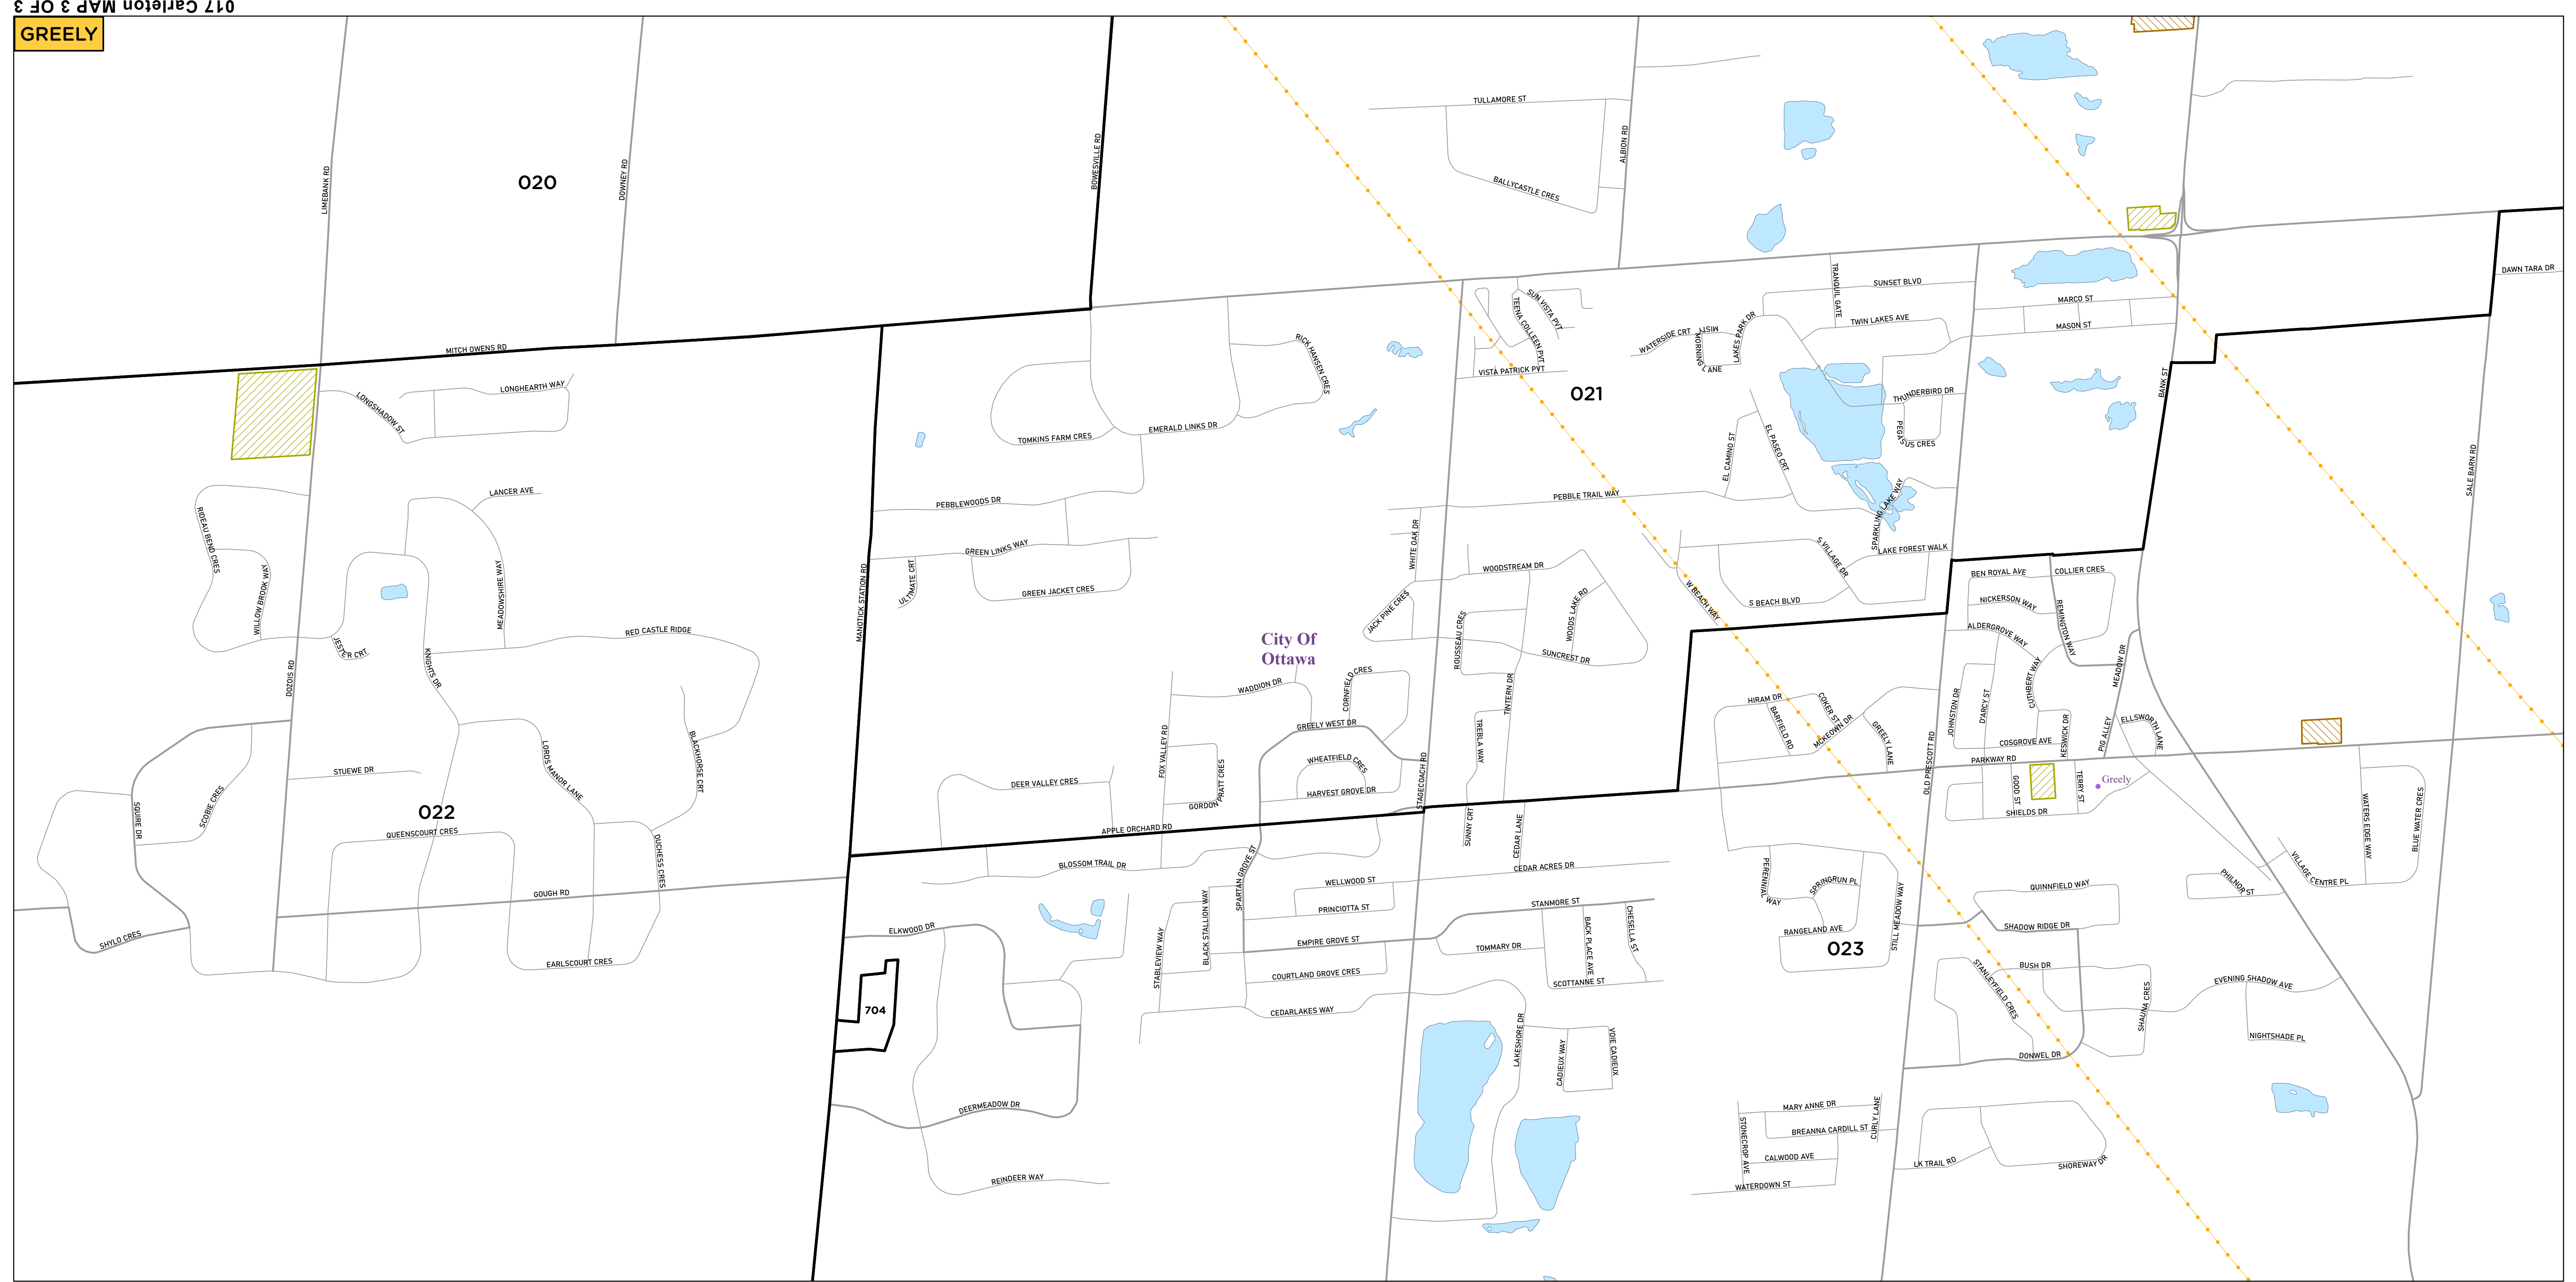 017 Carleton MAP 3 OF 3
GREELY
TULLAMORE ST
ALBION RD
BALLYCASTLE CRES
LIMEBANK RD
020
DOWNEY RD
BOWESVILLE RD
DAWN TARA DR
MITCH OWENS RD
TRANQUIL GATE
SUNSET BLVD
MARCO ST
MASON ST
TEENA COLLEEN PVT
SUN VISTA PVT
TWIN LAKES AVE
WATERSIDE CRT
MORNING MIST LANE
LAKES PARK DR
VISTA PATRICK PVT
RICK HANSEN CRES
021
BANK ST
THUNDERBIRD DR
PEGASUS CRES
LONGHEARTH WAY
LONGSHADOW ST
TOMKINS FARM CRES
EMERALD LINKS DR
EL CAMINO ST
EL PASEO CRT
SALE BARN RD
LANCER AVE
PEBBLEWOODS DR
PEBBLE TRAIL WAY
SPARKLING LAKE WAY
RIDEAU BEND CRES
WILLOW BROOK WAY
MEADOWSHIRE WAY
MANOTICK STATION RD
GREEN LINKS WAY
ULTIMATE CRT
GREEN JACKET CRES
WHITE OAK DR
WOODSTREAM DR
S VILLAGE DR
LAKE FOREST WALK
JACK PINE CRES
WOODS LAKE RD
W BEACH WAY
S BEACH BLVD
BEN ROYAL AVE
COLLIER CRES
NICKERSON WAY
REMINGTON WAY
ALDERGROVE WAY
JESTER CRT
RED CASTLE RIDGE
City Of
Ottawa
ROUSSEAU CRES
SUNCREST DR
DOZOIS RD
KNIGHTS DR
WADDION DR
CORNFIELD CRES
TINTERN DR
CUTHBERT WAY
MEADOW DR
HIRAM DR
COKER ST
BARFIELD RD
MCKEOWN DR
GREELY LANE
JOHNSTON DR
D'ARCY ST
KESWICK DR
PIG ALLEY
ELLSWORTH LANE
GREELY WEST DR
TREBLA WAY
LORDS MANOR LANE
BLACKHORSE CRT
FOX VALLEY RD
WHEATFIELD CRES
STAGECOACH RD
OLD PRESCOTT RD
COSGROVE AVE
PARKWAY RD
STUEWE DR
DEER VALLEY CRES
GORDON PRATT CRES
HARVEST GROVE DR
GOOD ST
TERRY ST
Greely
SHIELDS DR
SQUIRE DR
SCOBIE CRES
022
QUEENSCOURT CRES
DUCHESS CRES
APPLE ORCHARD RD
SUNNY CRT
CEDAR LANE
WATERS EDGE WAY
BLUE WATER CRES
BLOSSOM TRAIL DR
SPARTAN GROVE ST
CEDAR ACRES DR
PERENNIAL WAY
SPRINGRUN PL
VILLAGE CENTRE PL
PHILNOR ST
GOUGH RD
WELLWOOD ST
PRINCIOTTA ST
STANMORE ST
STILL MEADOW WAY
QUINNFIELD WAY
SHADOW RIDGE DR
SHYLO CRES
ELKWOOD DR
STABLEVIEW WAY
BLACK STALLION WAY
EMPIRE GROVE ST
TOMMARY DR
BACK PLACE AVE
CHESELLA ST
RANGELAND AVE
023
EARLSCOURT CRES
COURTLAND GROVE CRES
SCOTTANNE ST
STANLEYFIELD CRES
BUSH DR
SHAUNA CRES
EVENING SHADOW AVE
704
CEDARLAKES WAY
LAKESHORE DR
CADIEUX WAY
VOIE CADIEUX
DONWEL DR
NIGHTSHADE PL
DEERMEADOW DR
MARY ANNE DR
BREANNA CARDILL ST
CURLY LANE
STONECROP AVE
CALWOOD AVE
WATERDOWN ST
LK TRAIL RD
SHOREWAY DR
REINDEER WAY